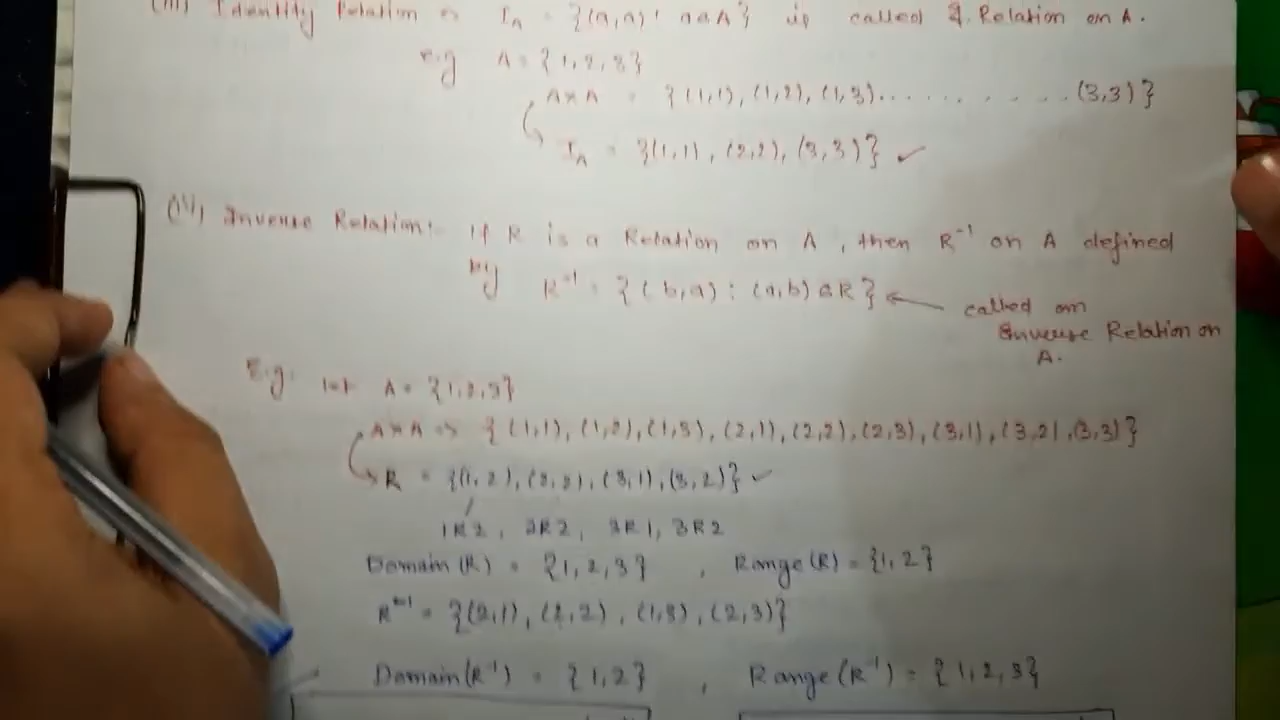 (iii) Identity Relation :- I_A = {(a,a) : a∈A} is called I. Relation on A.
E.g A = {1,2,3}
A×A = {(1,1), (1,2), (1,3)...........(3,3)}
I_A = {(1,1), (2,2), (3,3)} ✓
(iv) Inverse Relation:- If R is a Relation on A, then R⁻¹ on A defined
by R⁻¹ = {(b,a) : (a,b)∈R} ← called an
Inverse Relation on
A.
E.g. let A = {1,2,3}
A×A => {(1,1), (1,2), (1,3), (2,1), (2,2), (2,3), (3,1), (3,2), (3,3)}
R = {(1,2), (2,2), (3,1), (3,2)} ✓
1R2, 2R2, 3R1, 3R2
Domain(R) = {1,2,3}, Range(R) = {1,2}
R⁻¹ = {(2,1), (2,2), (1,3), (2,3)}
Domain(R⁻¹) = {1,2}, Range(R⁻¹) = {1,2,3}